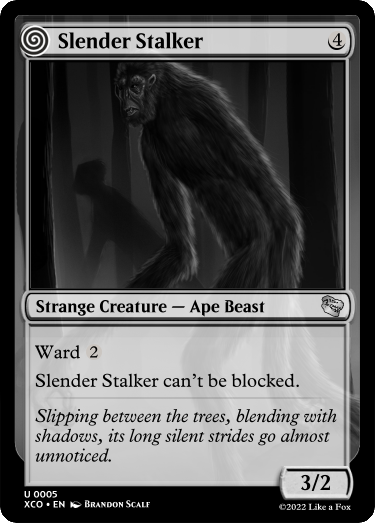 Slender Stalker 4
Strange Creature — Ape Beast
Ward 2
Slender Stalker can't be blocked.
Slipping between the trees, blending with
shadows, its long silent strides go almost
unnoticed.
3/2
U 0005
XCO • EN Brandon Scalf
©2022 Like a Fox